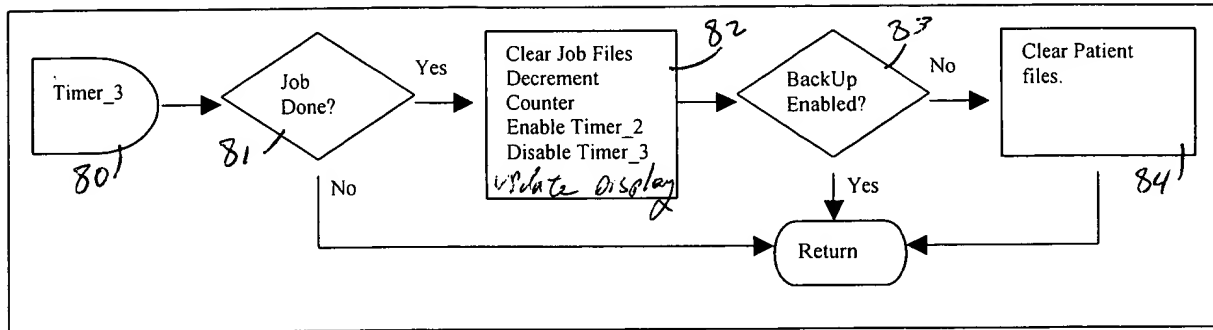 Timer_3
80
Job
Done?
81
Yes
No
Clear Job Files
Decrement
Counter
Enable Timer_2
Disable Timer_3
Update Display
82
BackUp
Enabled?
83
No
Yes
Clear Patient
files.
84
Return